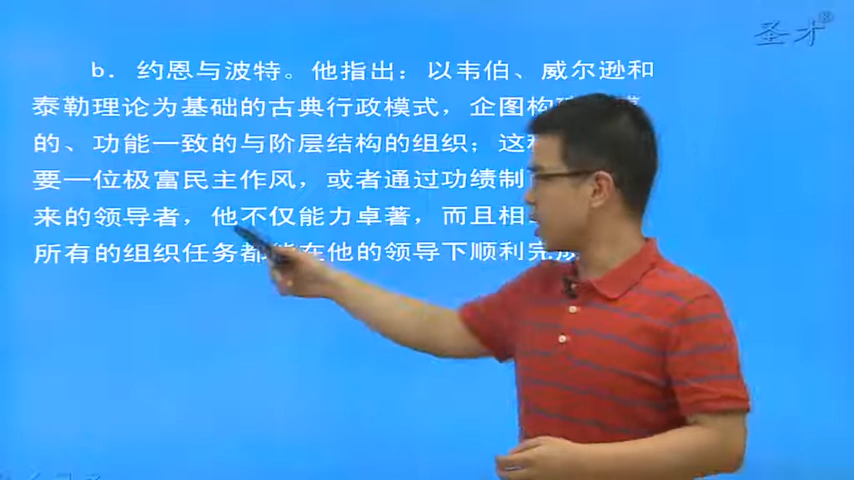 圣才®
b. 约恩与波特。他指出：以韦伯、威尔逊和
泰勒理论为基础的古典行政模式，企图构
的、功能一致的与阶层结构的组织；这
要一位极富民主作风，或者通过功绩制
来的领导者，他不仅能力卓著，而且相
所有的组织任务都能在他的领导下顺利完成